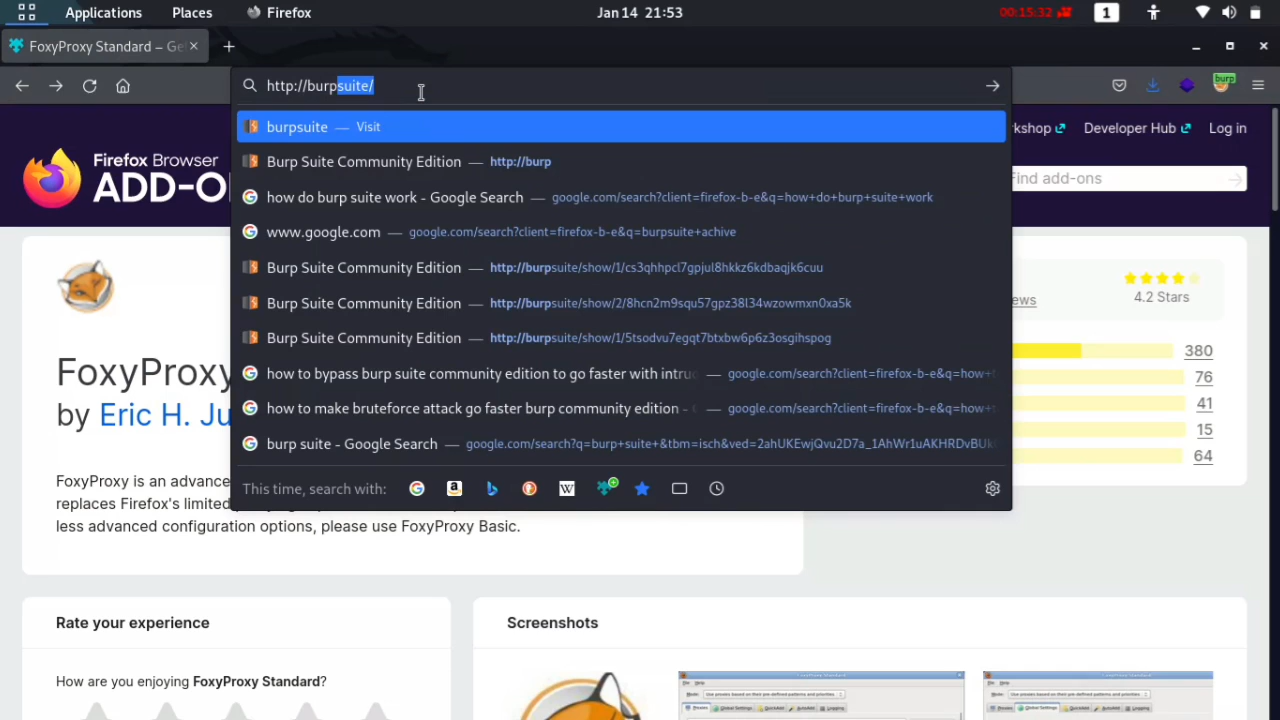 Applications Places Firefox Jan 14 21:53 00:15:32 1
FoxyProxy Standard – Ge
http://burpsuite/
burp
burpsuite — Visit
Burp Suite Community Edition — http://burp
how do burp suite work - Google Search — google.com/search?client=firefox-b-e&q=how+do+burp+suite+work
www.google.com — google.com/search?client=firefox-b-e&q=burpsuite+achive
Burp Suite Community Edition — http://burpsuite/show/1/cs3qhhpcl7gpjul8hkkz6kdbaqjk6cuu
Burp Suite Community Edition — http://burpsuite/show/2/8hcn2m9squ57gpz38l34wzowmxn0xa5k
Burp Suite Community Edition — http://burpsuite/show/1/5tsodvu7egqt7btxbw6p6z3osgihspog
how to bypass burp suite community edition to go faster with intruc — google.com/search?client=firefox-b-e&q=how+
how to make bruteforce attack go faster burp community edition - — google.com/search?client=firefox-b-e&q=how+
burp suite - Google Search — google.com/search?q=burp+suite+&tbm=isch&ved=2ahUKEwjQvu2D7a_1AhWr1uAKHRDvBUk
This time, search with:
Firefox Browser
ADD-O
kshop Developer Hub Log in
Find add-ons
FoxyProxy
by Eric H. Ju
ews
4.2 Stars
380
76
41
15
64
FoxyProxy is an advance
replaces Firefox's limited
less advanced configuration options, please use FoxyProxy Basic.
Rate your experience
How are you enjoying FoxyProxy Standard?
Screenshots